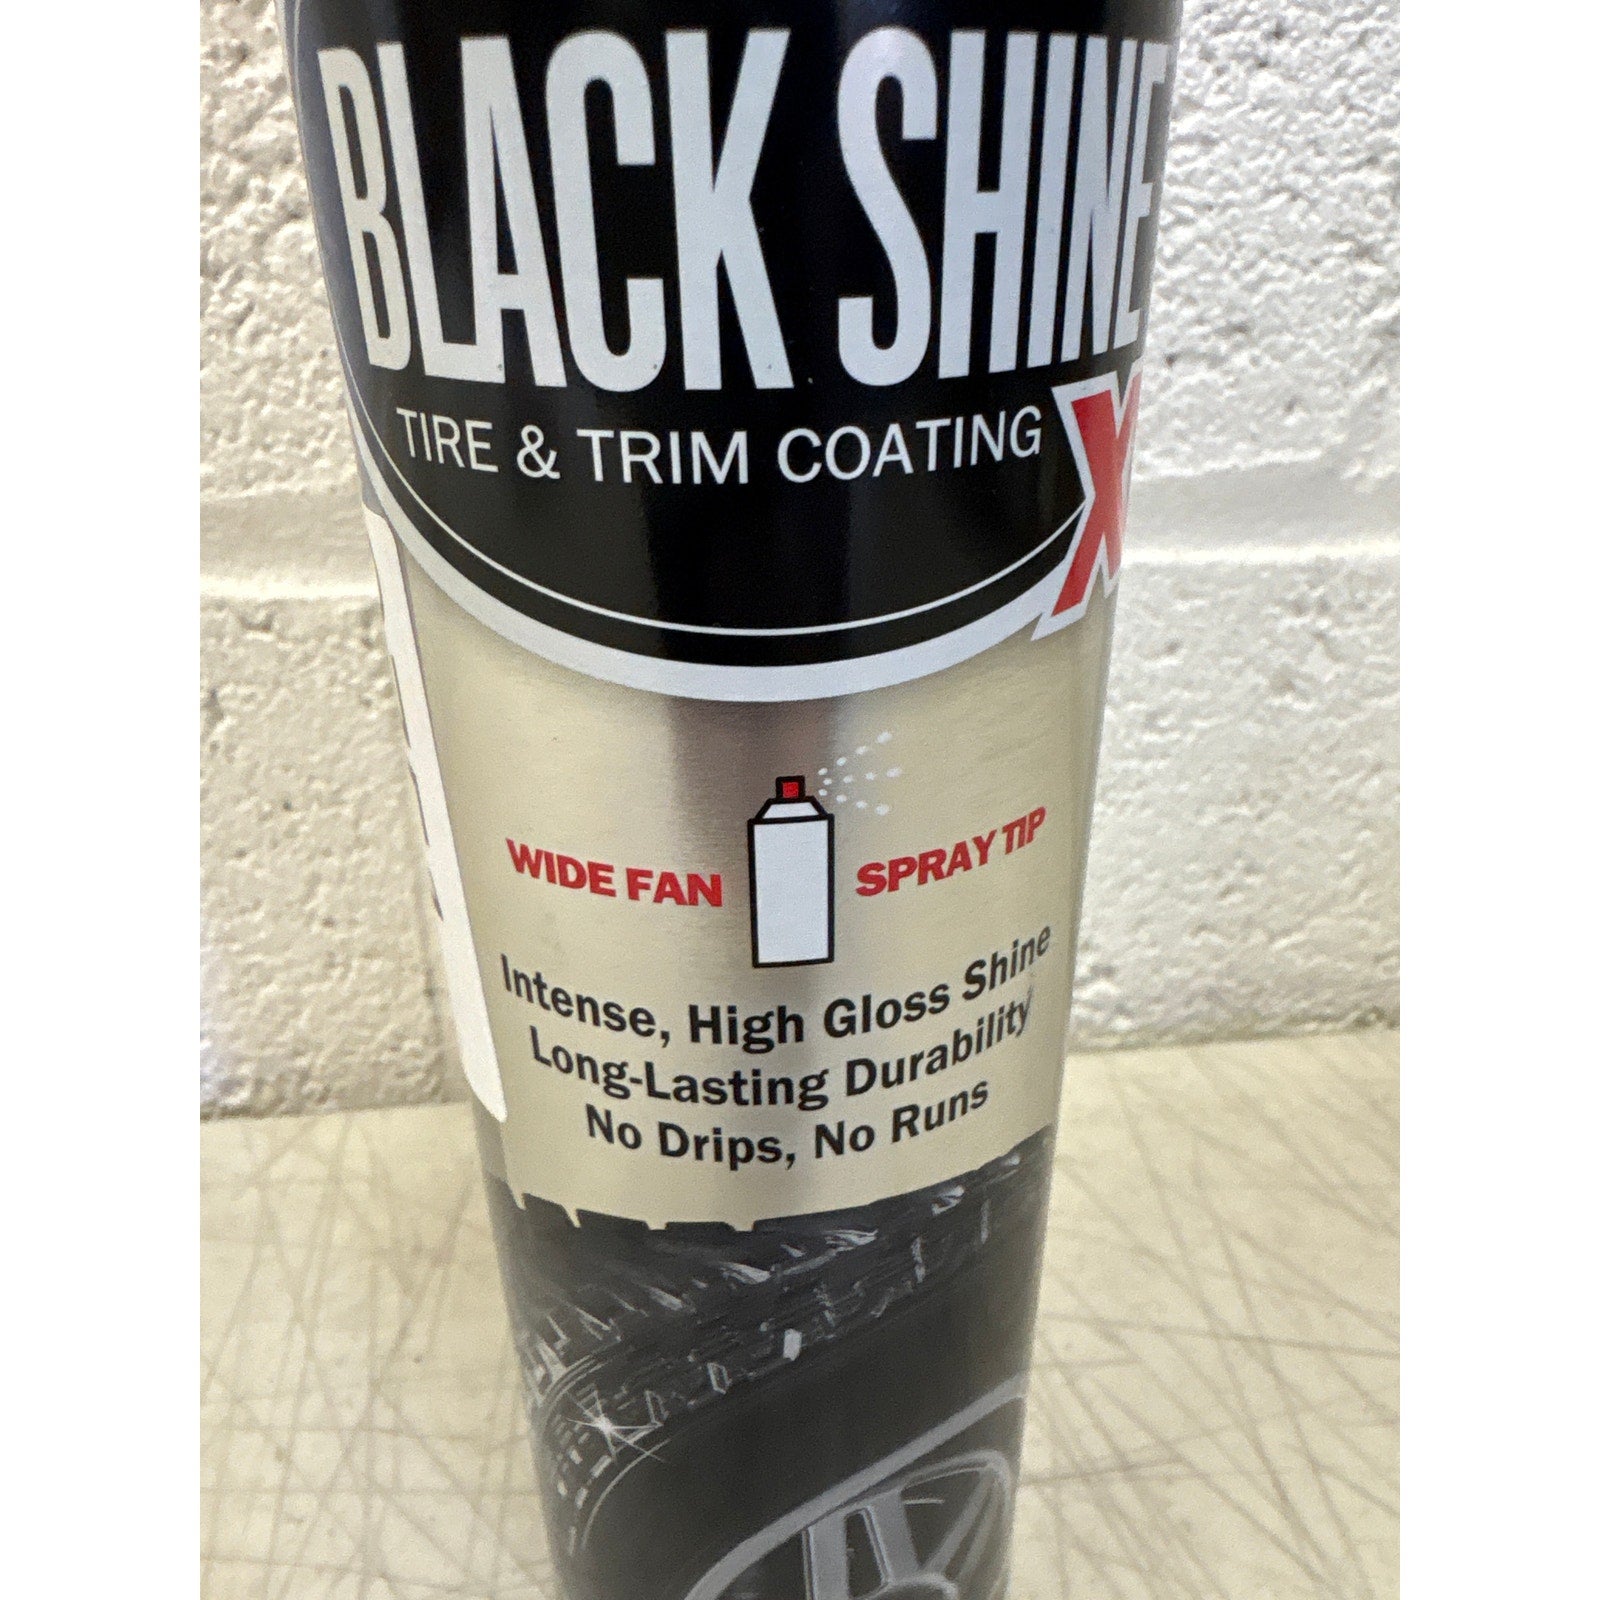 BLACK SHINE
TIRE & TRIM COATING
WIDE FAN SPRAY TIP
Intense, High Gloss Shine
Long-Lasting Durability
No Drips, No Runs